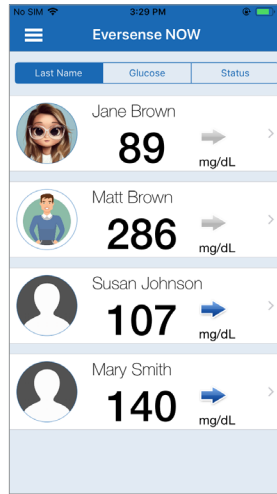 No SIM 3:29 PM
Eversense NOW
Last Name Glucose Status
Jane Brown
89
mg/dL
Matt Brown
286
mg/dL
Susan Johnson
107
mg/dL
Mary Smith
140
mg/dL